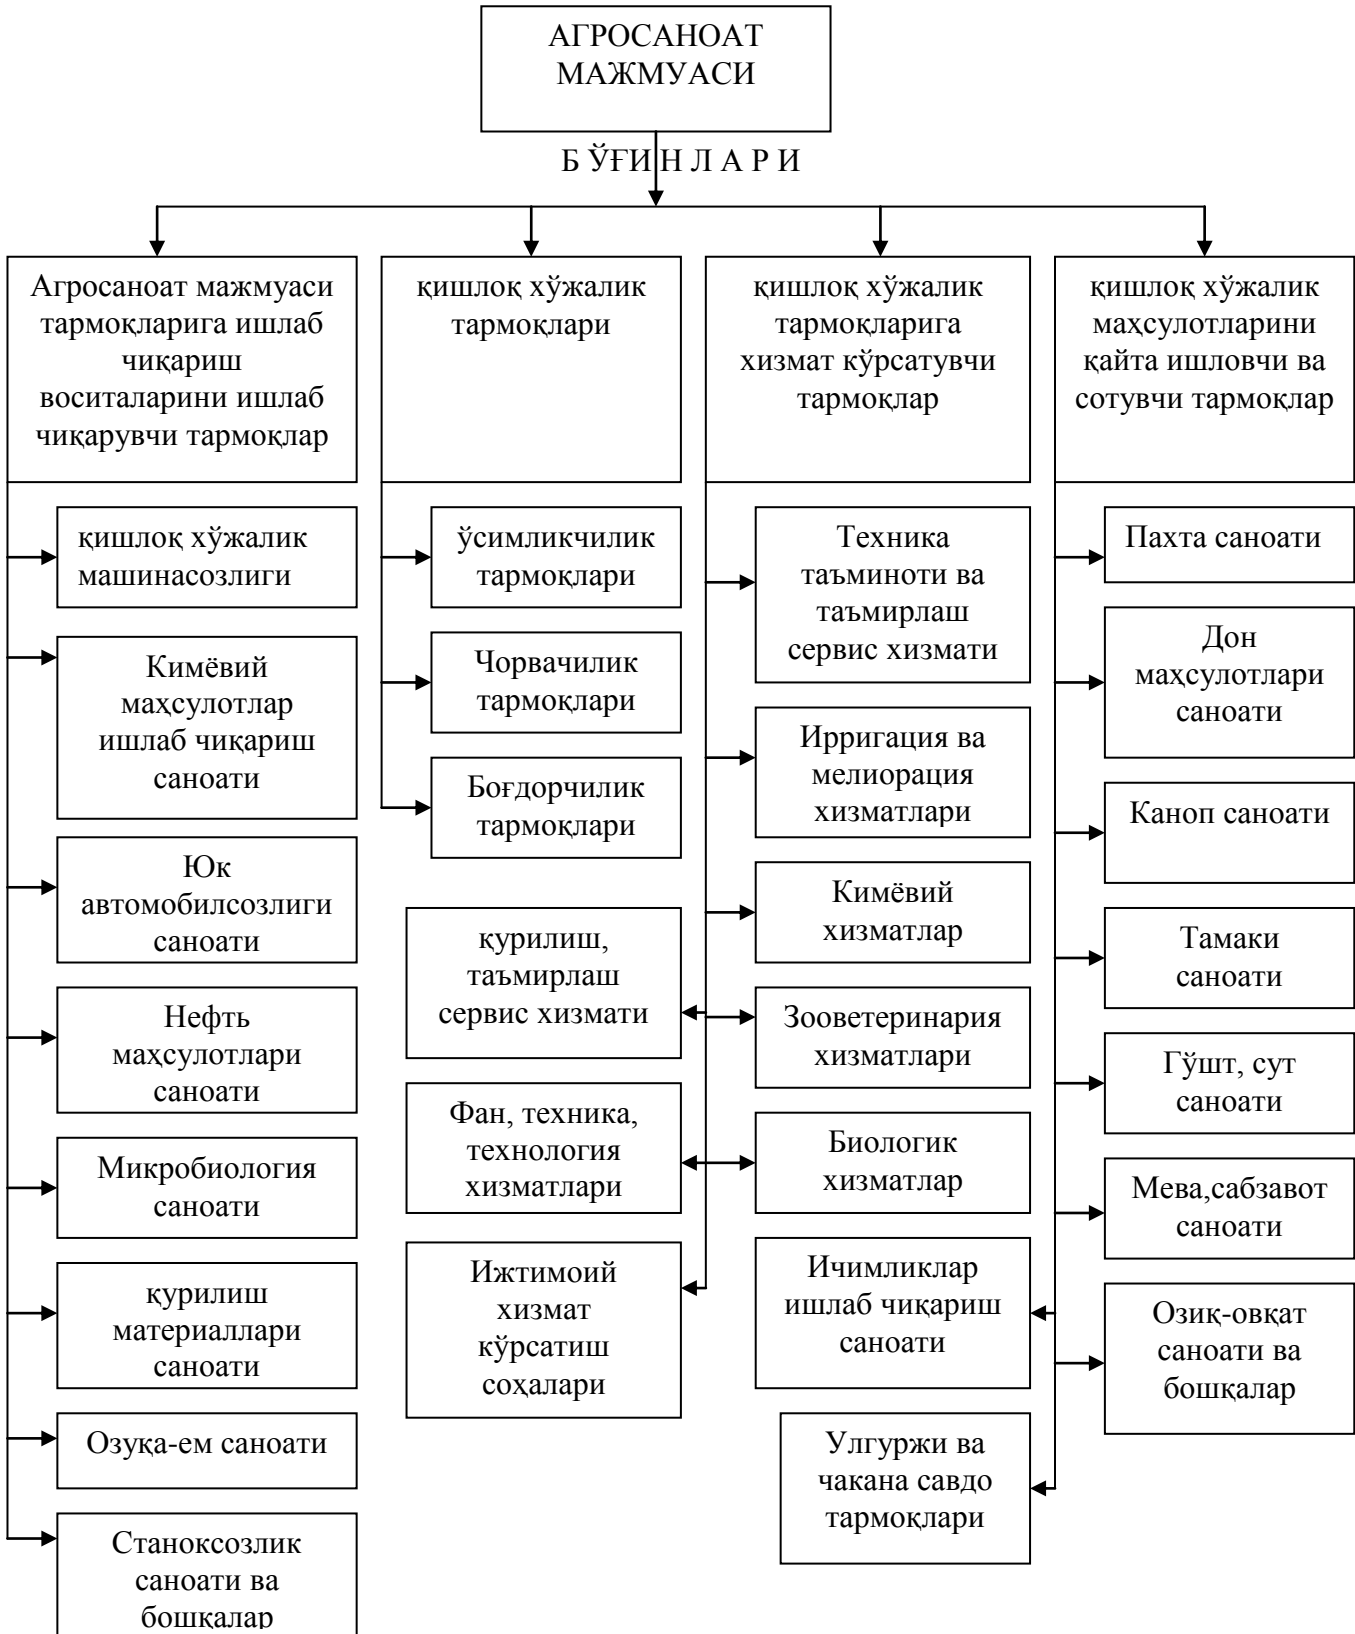 АГРОСАНОАТ
МАЖМУАСИ
Б ЎҒИ Н Л А Р И
Агросаноат мажмуаси
тармоқларига ишлаб
чиқариш
воситаларини ишлаб
чиқарувчи тармоқлар
қишлоқ хўжалик
машинасозлиги
Кимёвий
маҳсулотлар
ишлаб чиқариш
саноати
Юк
автомобилсозлиги
саноати
Нефть
маҳсулотлари
саноати
Микробиология
саноати
қурилиш
материаллари
саноати
Озуқа-ем саноати
Станоксозлик
саноати ва
бошқалар
қишлоқ хўжалик
тармоқлари
ўсимликчилик
тармоқлари
Чорвачилик
тармоқлари
Боғдорчилик
тармоқлари
қурилиш,
таъмирлаш
сервис хизмати
Фан, техника,
технология
хизматлари
Ижтимоий
хизмат
кўрсатиш
соҳалари
қишлоқ хўжалик
тармоқларига
хизмат кўрсатувчи
тармоқлар
Техника
таъминоти ва
таъмирлаш
сервис хизмати
Ирригация ва
мелиорация
хизматлари
Кимёвий
хизматлар
Зооветеринария
хизматлари
Биологик
хизматлар
Ичимликлар
ишлаб чиқариш
саноати
Улгуржи ва
чакана савдо
тармоқлари
қишлоқ хўжалик
маҳсулотларини
қайта ишловчи ва
сотувчи тармоқлар
Пахта саноати
Дон
маҳсулотлари
саноати
Каноп саноати
Тамаки
саноати
Гўшт, сут
саноати
Мева,сабзавот
саноати
Озиқ-овқат
саноати ва
бошқалар